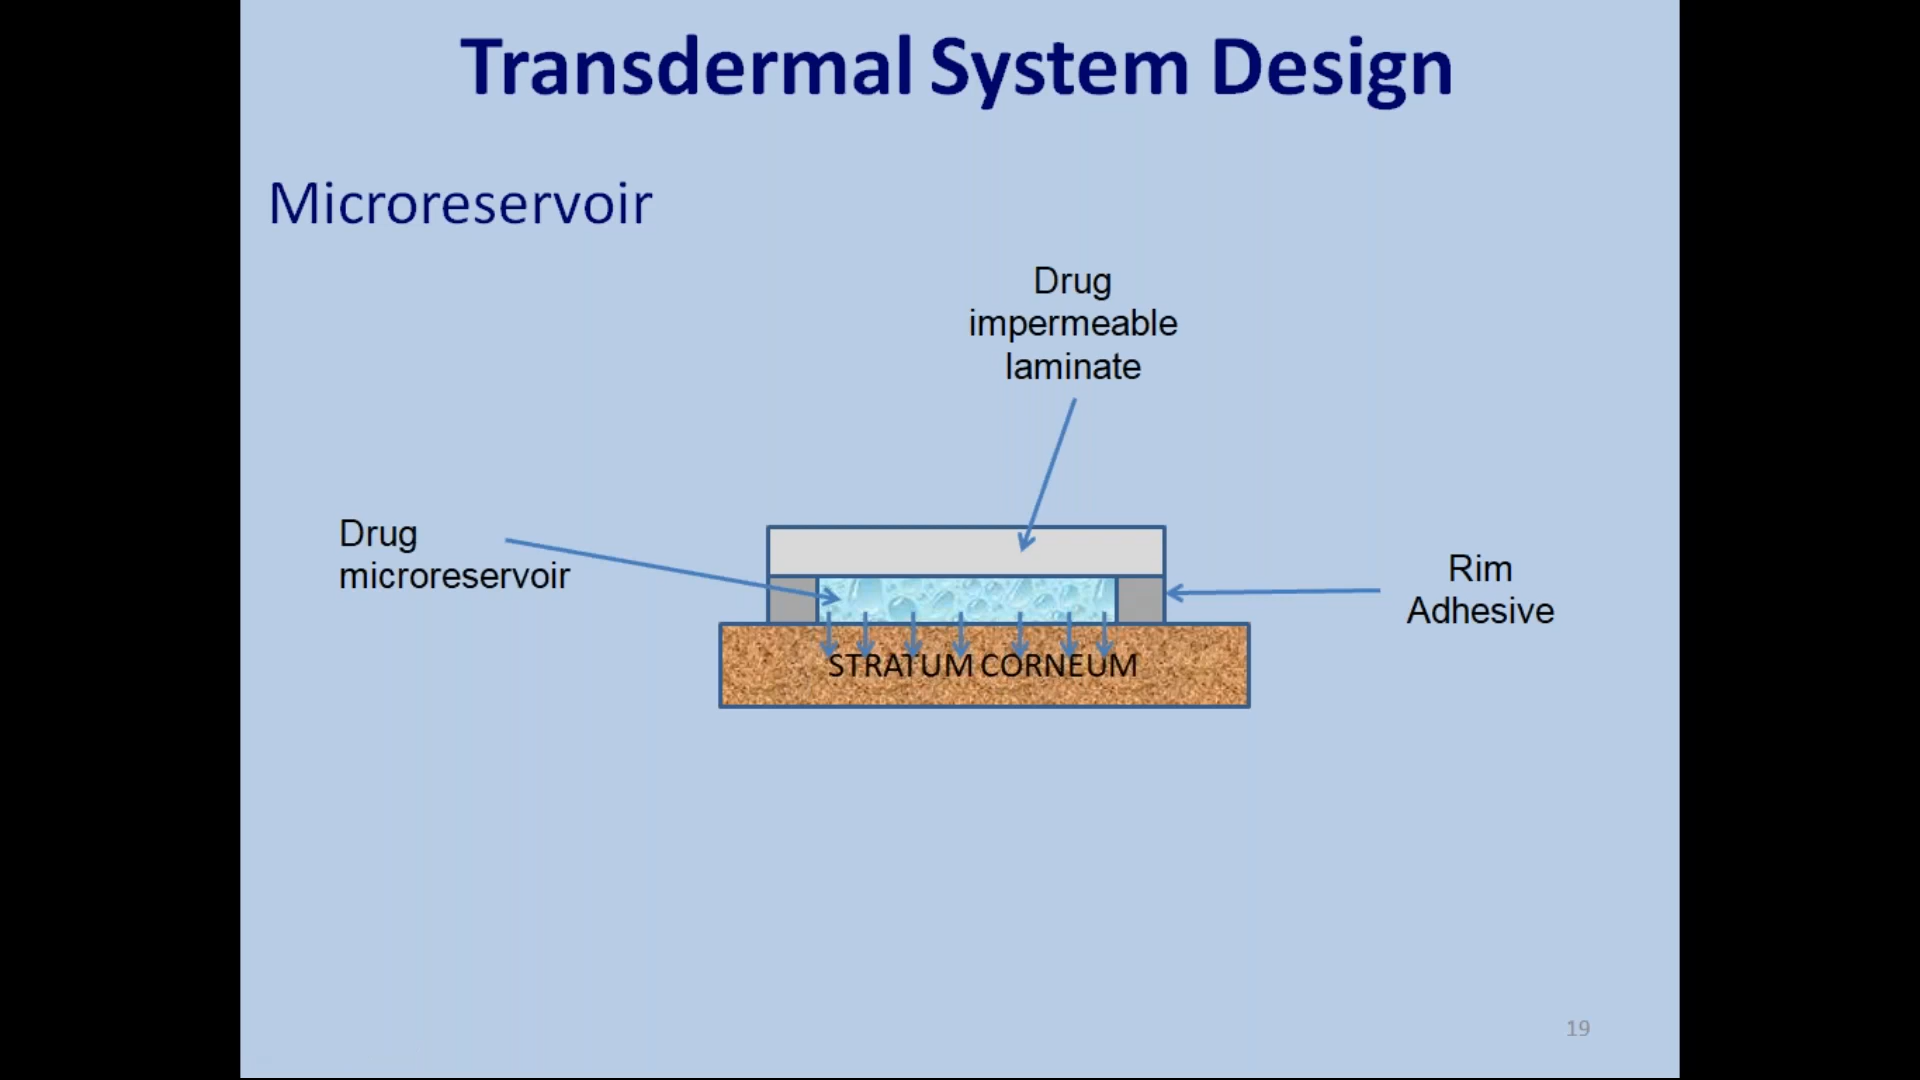 Transdermal System Design
Microreservoir
Drug
impermeable
laminate
Drug
microreservoir
Rim
Adhesive
STRATUM CORNEUM
19